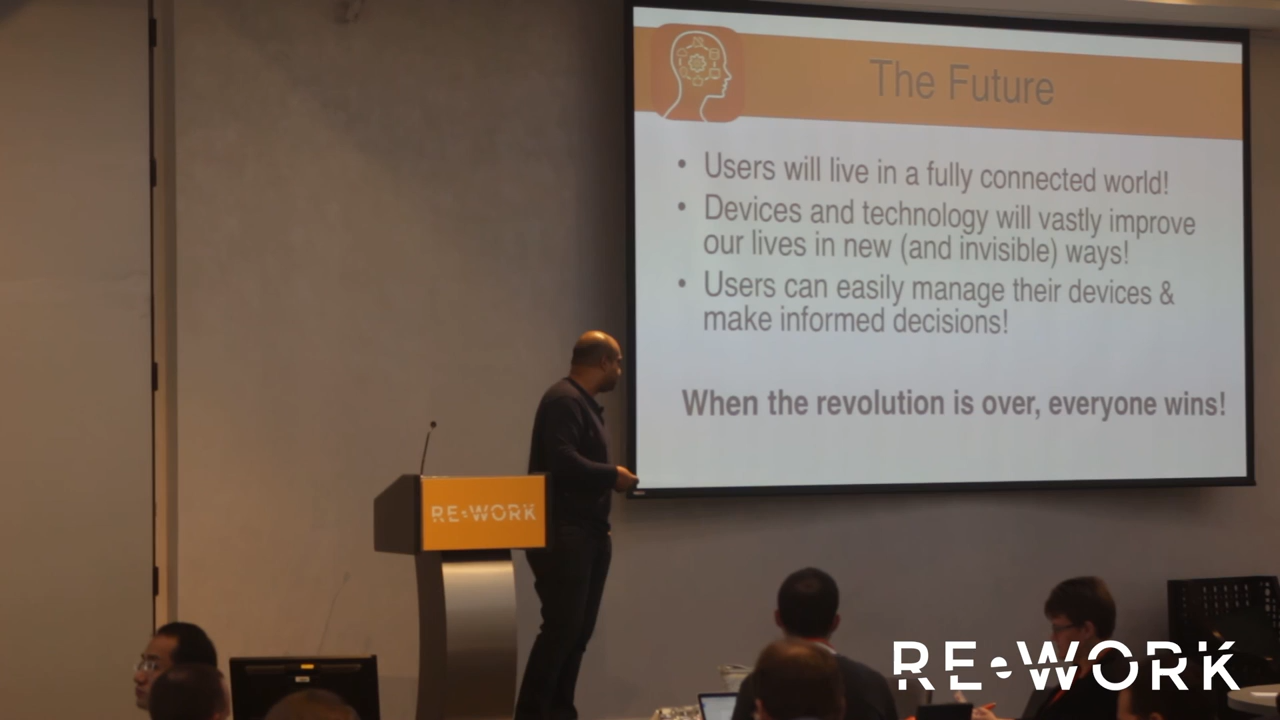 The Future
• Users will live in a fully connected world!
• Devices and technology will vastly improve
our lives in new (and invisible) ways!
• Users can easily manage their devices &
make informed decisions!
When the revolution is over, everyone wins!
RE•WORK
RE•WORK